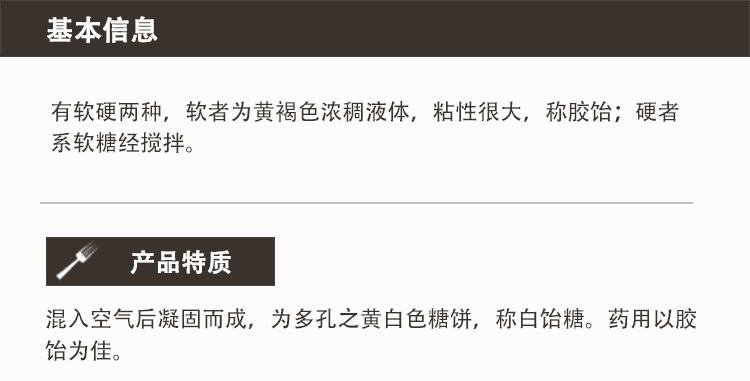 基本信息
有软硬两种，软者为黄褐色浓稠液体，粘性很大，称胶饴；硬者
系软糖经搅拌。
产品特质
混入空气后凝固而成，为多孔之黄白色糖饼，称白饴糖。药用以胶
饴为佳。